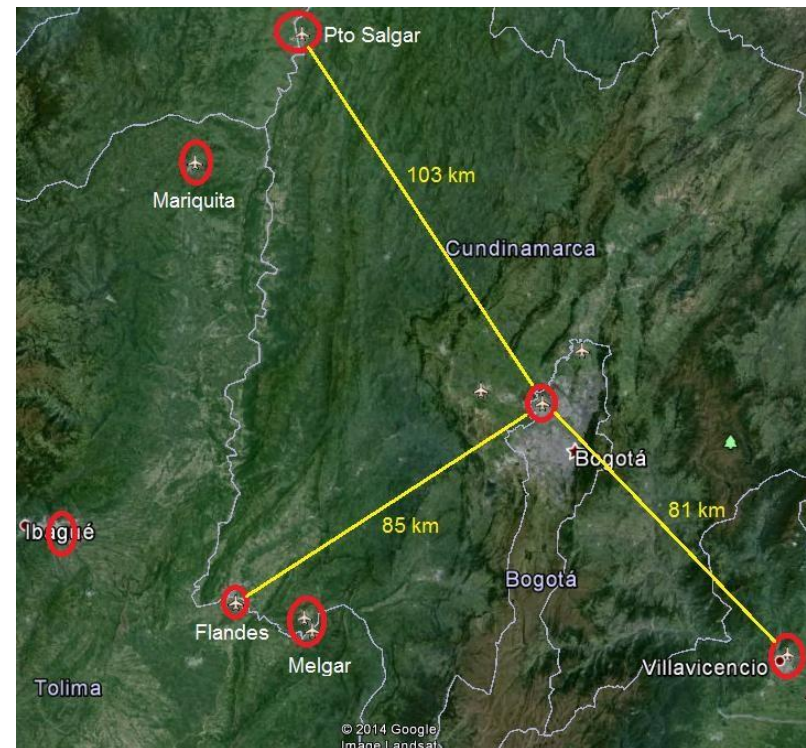 Pto Salgar
103 km
Mariquita
Cundinamarca
Bogotá
81 km
Ibagué
85 km
Bogotá
Flandes
Melgar
Villavicencio
Tolima
© 2014 Google
Image Landsat